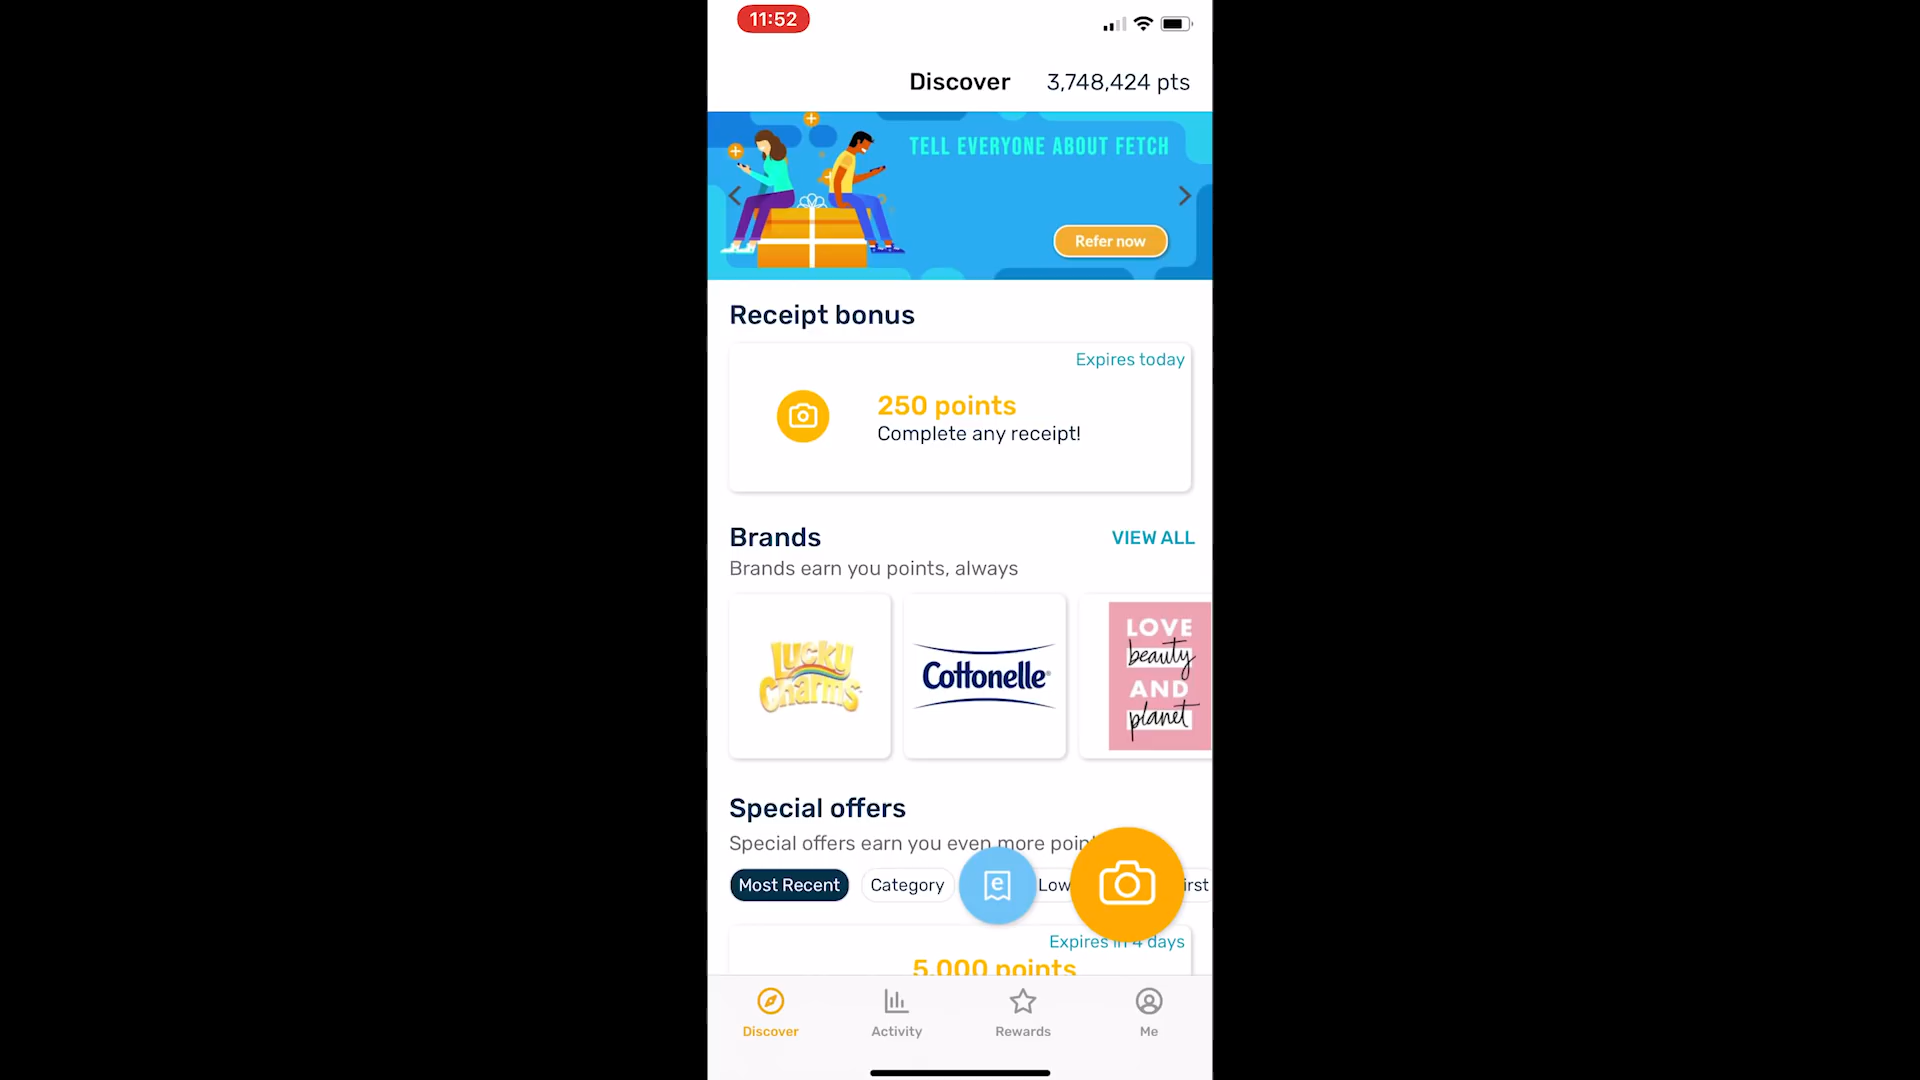 11:52
Discover 3,748,424 pts
TELL EVERYONE ABOUT FETCH
Refer now
Receipt bonus
Expires today
250 points
Complete any receipt!
Brands VIEW ALL
Brands earn you points, always
Lucky Charms
Cottonelle
LOVE
beauty
AND
planet
Special offers
Special offers earn you even more
Most Recent Category
Expires in 4 days
5,000 points
Discover Activity Rewards Me